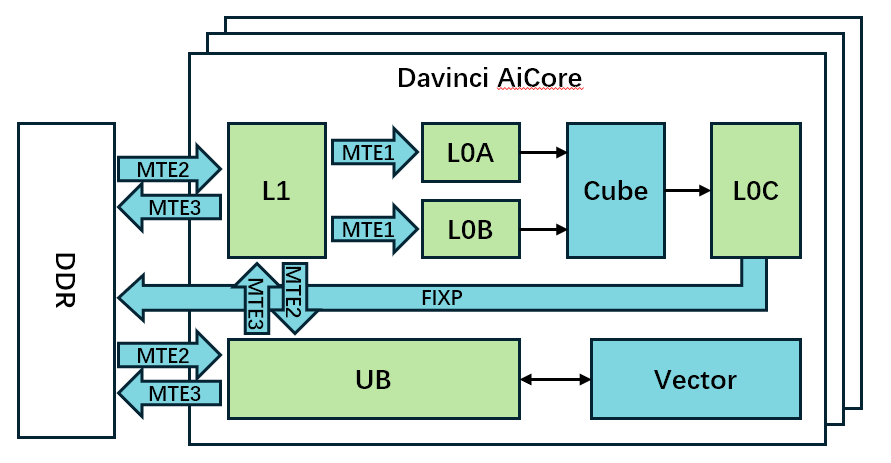 Davinci AiCore
DDR
MTE2
MTE3
L1
MTE1
MTE1
L0A
L0B
Cube
L0C
MTE3
MTE2
FIXP
MTE2
MTE3
UB
Vector